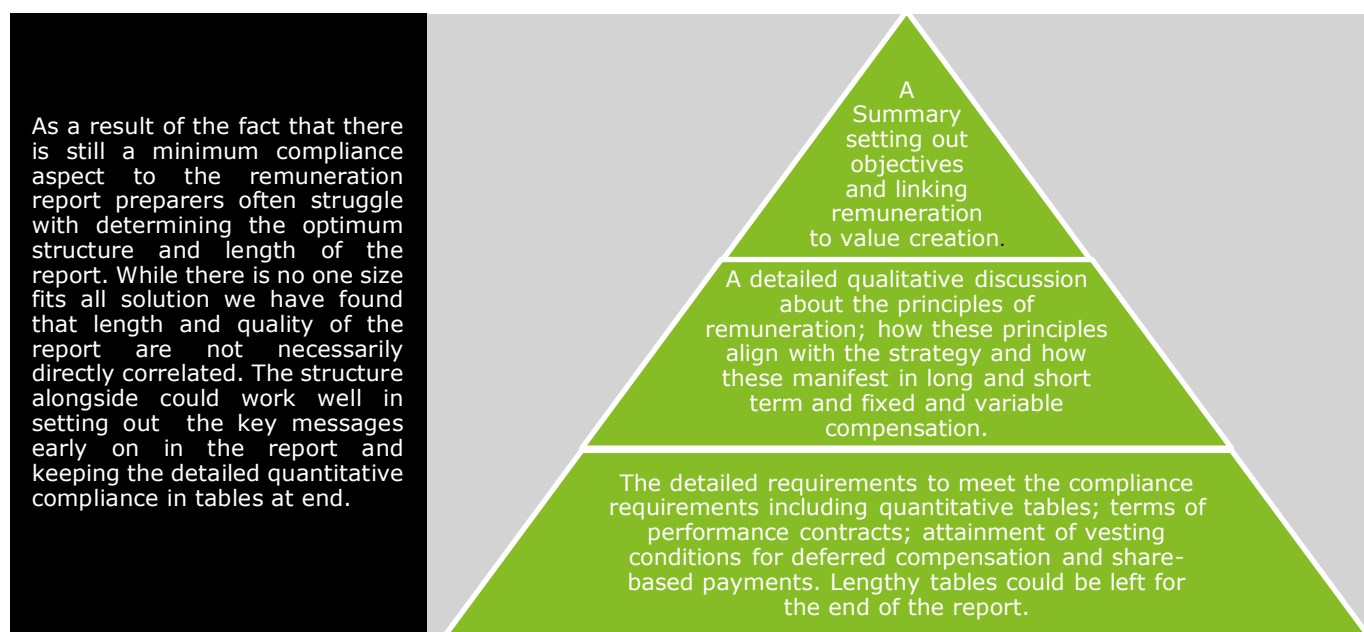 As a result of the fact that there
is still a minimum compliance
aspect to the remuneration
report preparers often struggle
with determining the optimum
structure and length of the
report. While there is no one size
fits all solution we have found
that length and quality of the
report are not necessarily
directly correlated. The structure
alongside could work well in
setting out the key messages
early on in the report and
keeping the detailed quantitative
compliance in tables at end.
A
Summary
setting out
objectives
and linking
remuneration
to value creation.
A detailed qualitative discussion
about the principles of
remuneration; how these principles
align with the strategy and how
these manifest in long and short
term and fixed and variable
compensation.
The detailed requirements to meet the compliance
requirements including quantitative tables; terms of
performance contracts; attainment of vesting
conditions for deferred compensation and share-
based payments. Lengthy tables could be left for
the end of the report.